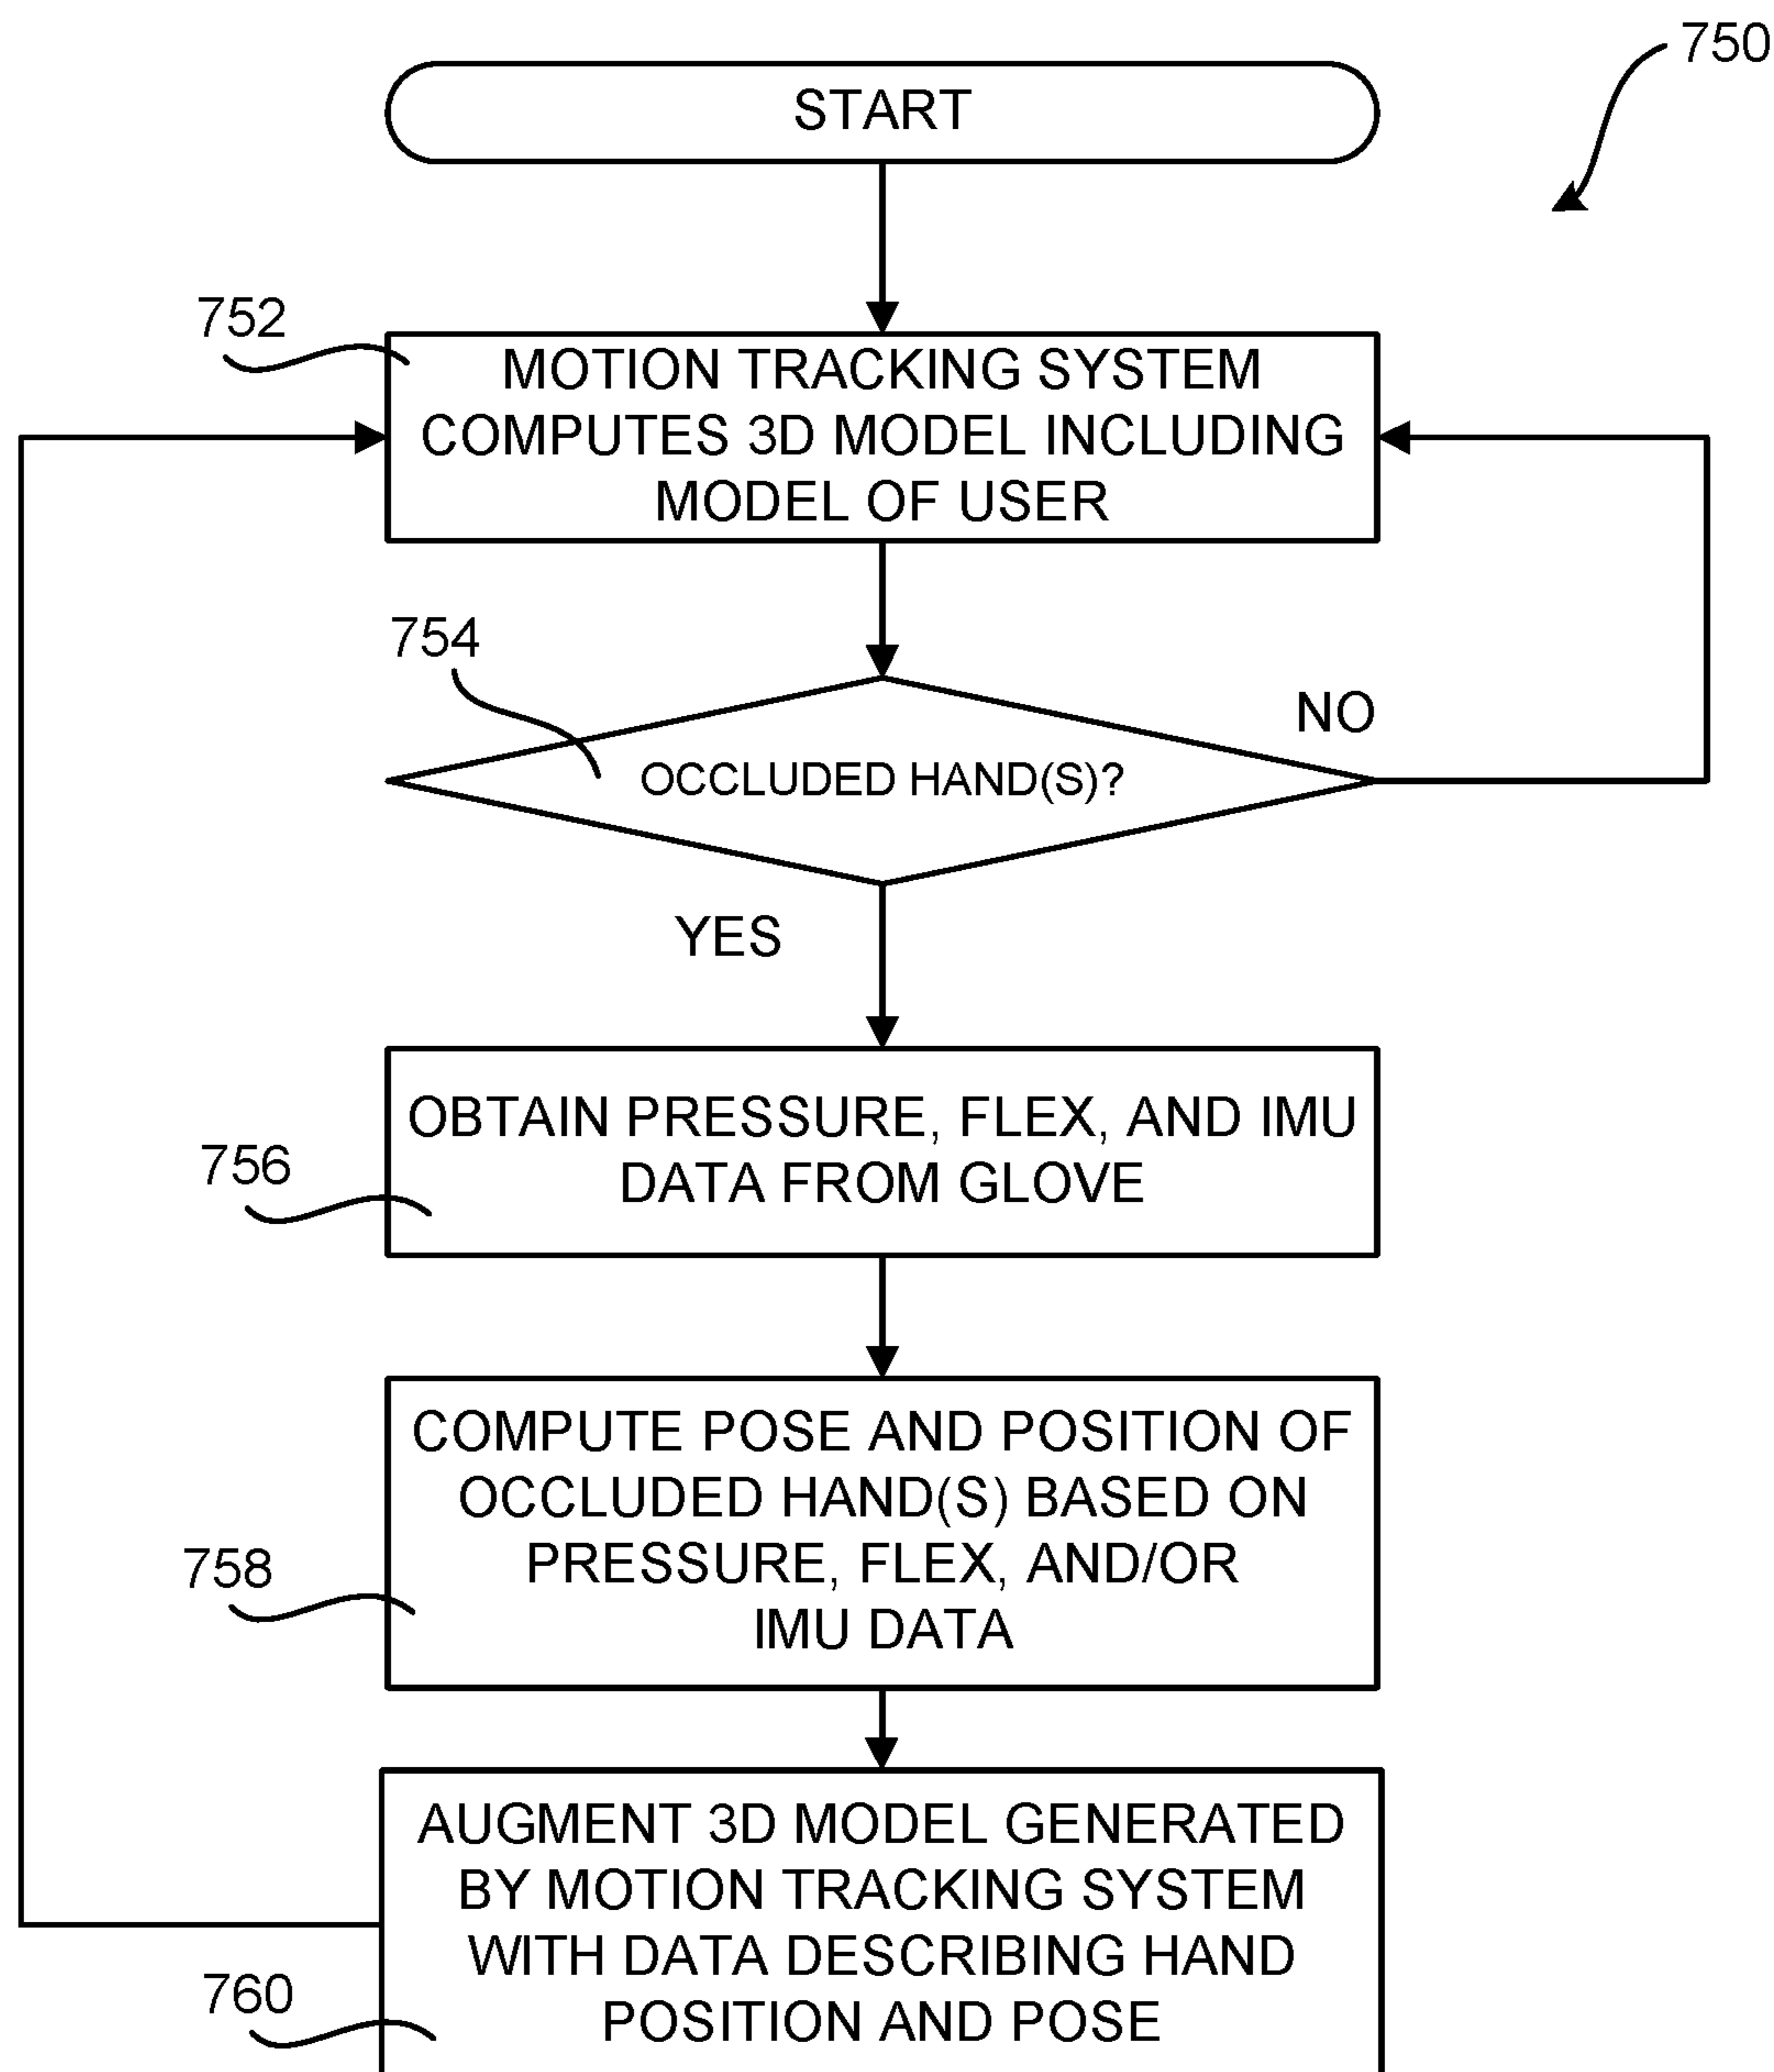 750
START
752
MOTION TRACKING SYSTEM
COMPUTES 3D MODEL INCLUDING
MODEL OF USER
754
OCCLUDED HAND(S)?
NO
YES
756
OBTAIN PRESSURE, FLEX, AND IMU
DATA FROM GLOVE
758
COMPUTE POSE AND POSITION OF
OCCLUDED HAND(S) BASED ON
PRESSURE, FLEX, AND/OR
IMU DATA
760
AUGMENT 3D MODEL GENERATED
BY MOTION TRACKING SYSTEM
WITH DATA DESCRIBING HAND
POSITION AND POSE